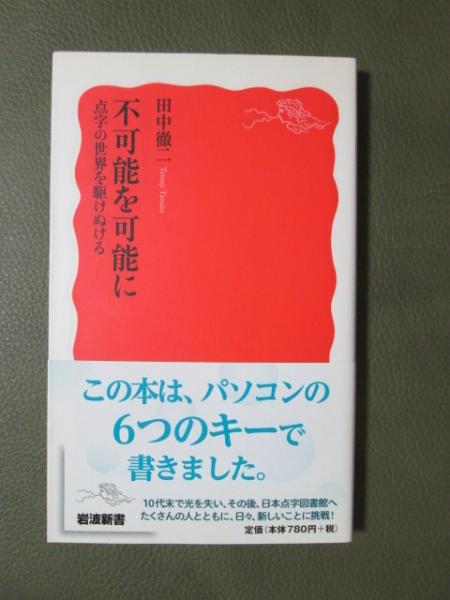 不可能を可能に
点字の世界を駆けぬける
田中徹二
Tetsuji Tanaka
この本は、パソコンの
6つのキーで
書きました。
10代末で光を失い、その後、日本点字図書館へ
たくさんの人とともに、日々、新しいことに挑戦!
岩波新書
定価(本体780円+税)